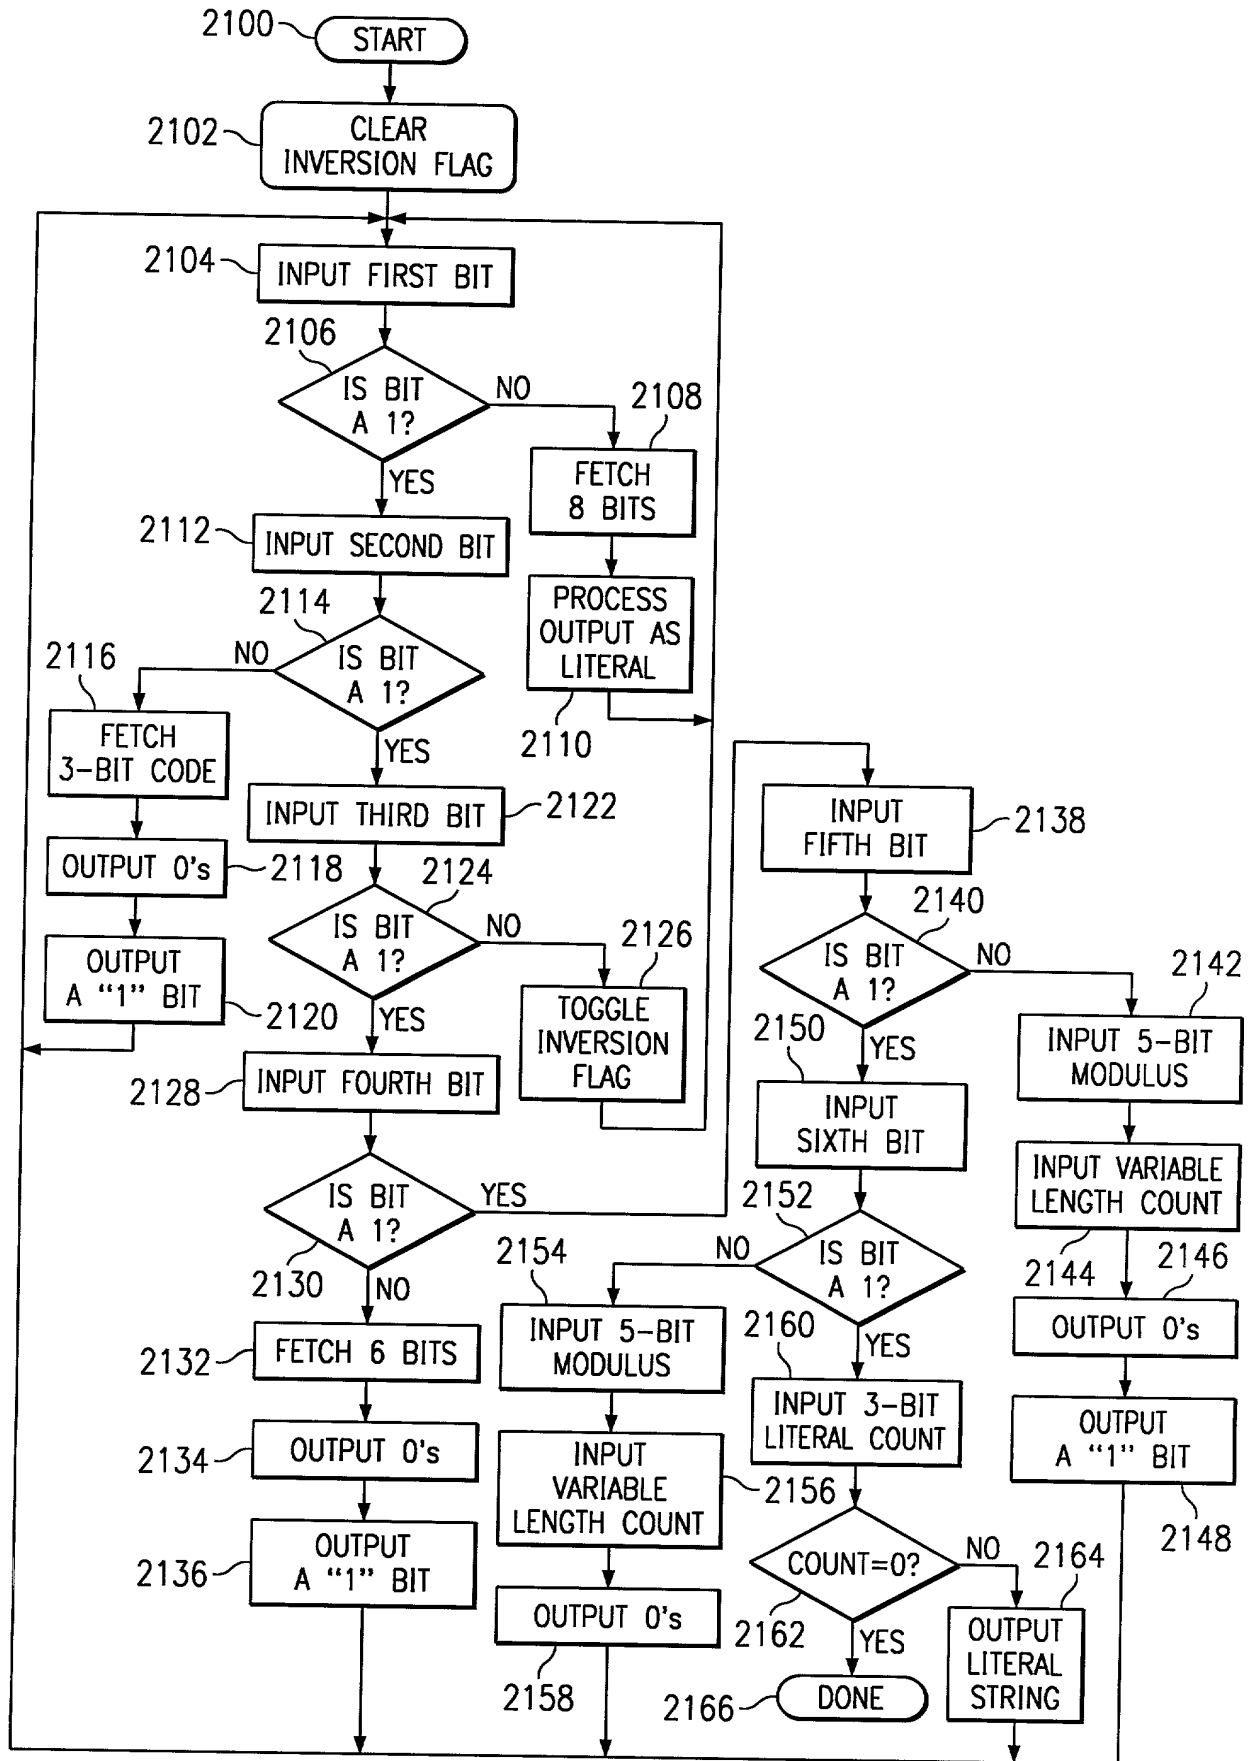 2100
START
2102
CLEAR
INVERSION FLAG
2104
INPUT FIRST BIT
2106
IS BIT
A 1?
NO
YES
2108
FETCH
8 BITS
PROCESS
OUTPUT AS
LITERAL
2110
2112
INPUT SECOND BIT
2114
IS BIT
A 1?
NO
YES
2116
FETCH
3-BIT CODE
OUTPUT 0's
2118
OUTPUT
A “1” BIT
2120
INPUT THIRD BIT
2122
2124
IS BIT
A 1?
NO
YES
2126
TOGGLE
INVERSION
FLAG
2128
INPUT FOURTH BIT
IS BIT
A 1?
YES
2130
NO
2132
FETCH 6 BITS
2134
OUTPUT 0's
2136
OUTPUT
A “1” BIT
INPUT
FIFTH BIT
2138
2140
IS BIT
A 1?
NO
YES
2142
INPUT 5-BIT
MODULUS
INPUT VARIABLE
LENGTH COUNT
2144
2146
OUTPUT 0's
OUTPUT
A “1” BIT
2148
2150
INPUT
SIXTH BIT
2152
IS BIT
A 1?
NO
YES
2154
INPUT 5-BIT
MODULUS
INPUT
VARIABLE
LENGTH COUNT
2156
OUTPUT 0's
2158
2160
INPUT 3-BIT
LITERAL COUNT
COUNT=0?
NO
2162
YES
2164
OUTPUT
LITERAL
STRING
2166
DONE